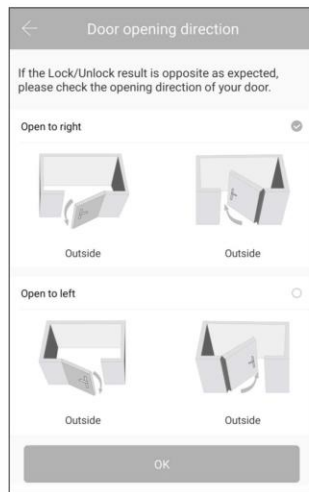 Door opening direction
If the Lock/Unlock result is opposite as expected,
please check the opening direction of your door.
Open to right
Outside Outside
Open to left
Outside Outside
OK